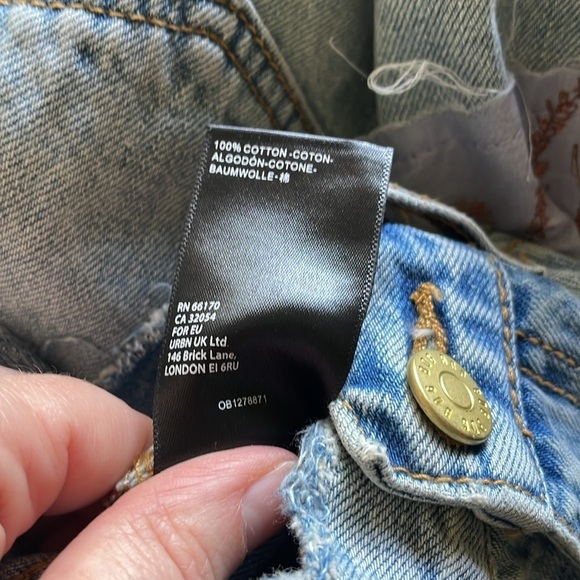 100% COTTON-COTON-
ALGODÓN-COTONE-
BAUMWOLLE-棉
RN 66170
CA 32054
FOR EU
URBN UK Ltd
146 Brick Lane,
LONDON E1 6RU
OB1278871